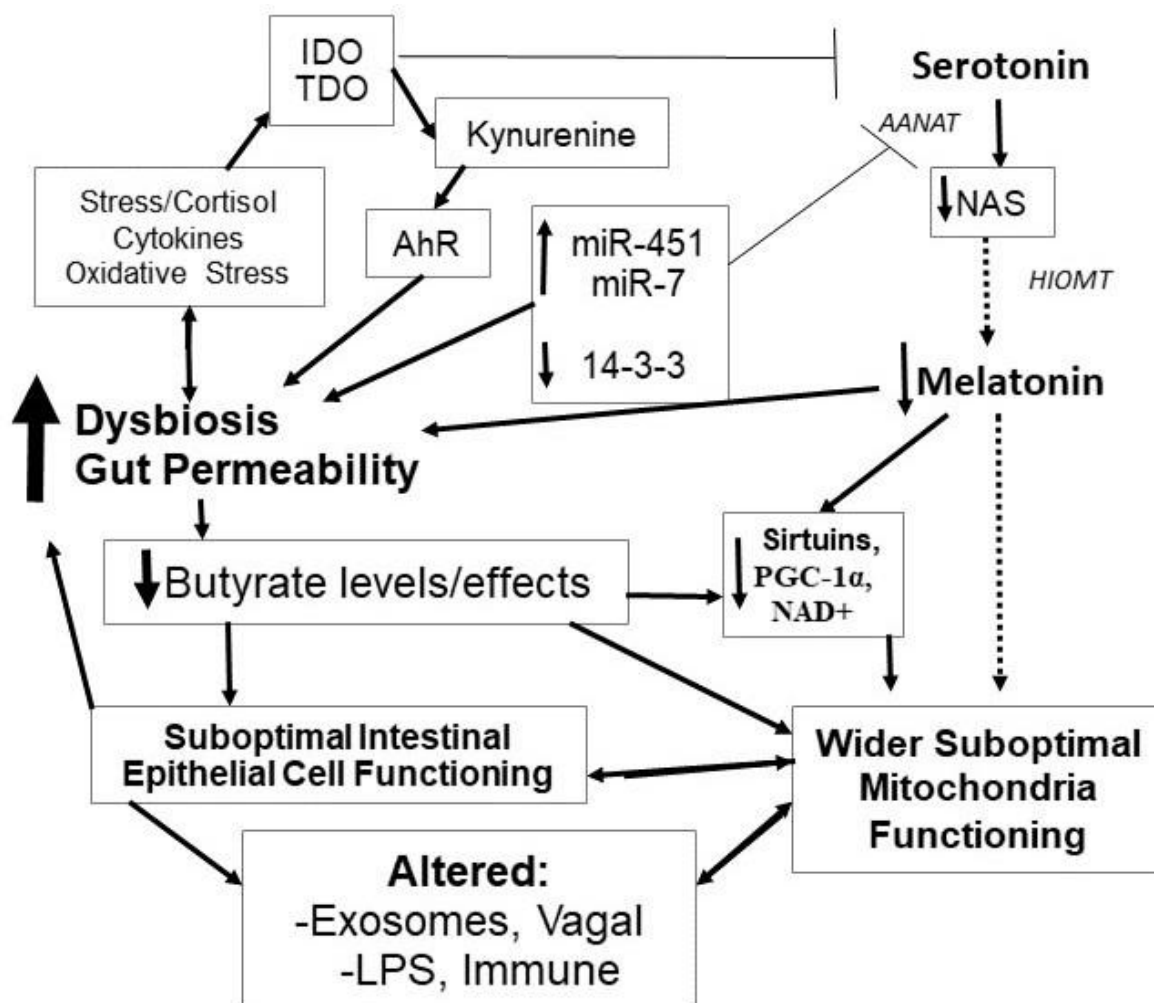 IDO
TDO
Serotonin
AANAT
Kynurenine
Stress/Cortisol
Cytokines
Oxidative Stress
AhR
miR-451
miR-7
14-3-3
NAS
HIOMT
Melatonin
Dysbiosis
Gut Permeability
Butyrate levels/effects
Sirtuins,
PGC-1α,
NAD+
Suboptimal Intestinal
Epithelial Cell Functioning
Wider Suboptimal
Mitochondria
Functioning
Altered:
-Exosomes, Vagal
-LPS, Immune